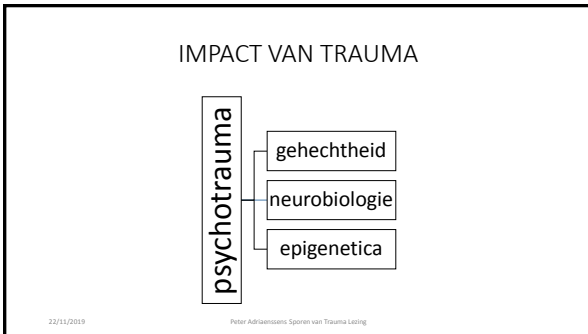 IMPACT VAN TRAUMA
psychotrauma
gehechtheid
neurobiologie
epigenetica
22/11/2019
Peter Adriaenssens Sporen van Trauma Lezing